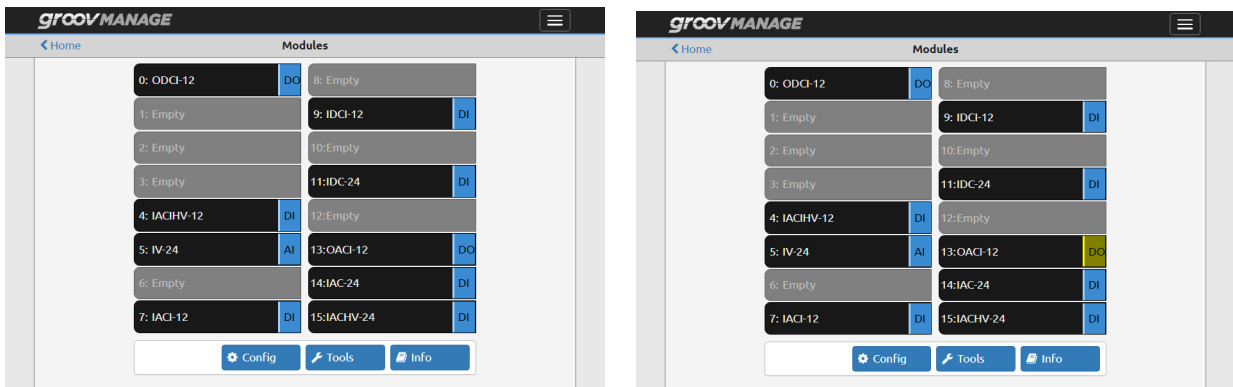 groovMANAGE
Home Modules
0: ODCI-12 DO 8: Empty
1: Empty 9: IDCI-12 DI
2: Empty 10:Empty
3: Empty 11:IDC-24 DI
4: IACIHV-12 DI 12:Empty
5: IV-24 AI 13:OACI-12 DO
6: Empty 14:IAC-24 DI
7: IACI-12 DI 15:IACHV-24 DI
Config Tools Info
groovMANAGE
Home Modules
0: ODCI-12 DO 8: Empty
1: Empty 9: IDCI-12 DI
2: Empty 10:Empty
3: Empty 11:IDC-24 DI
4: IACIHV-12 DI 12:Empty
5: IV-24 AI 13:OACI-12 DO
6: Empty 14:IAC-24 DI
7: IACI-12 DI 15:IACHV-24 DI
Config Tools Info